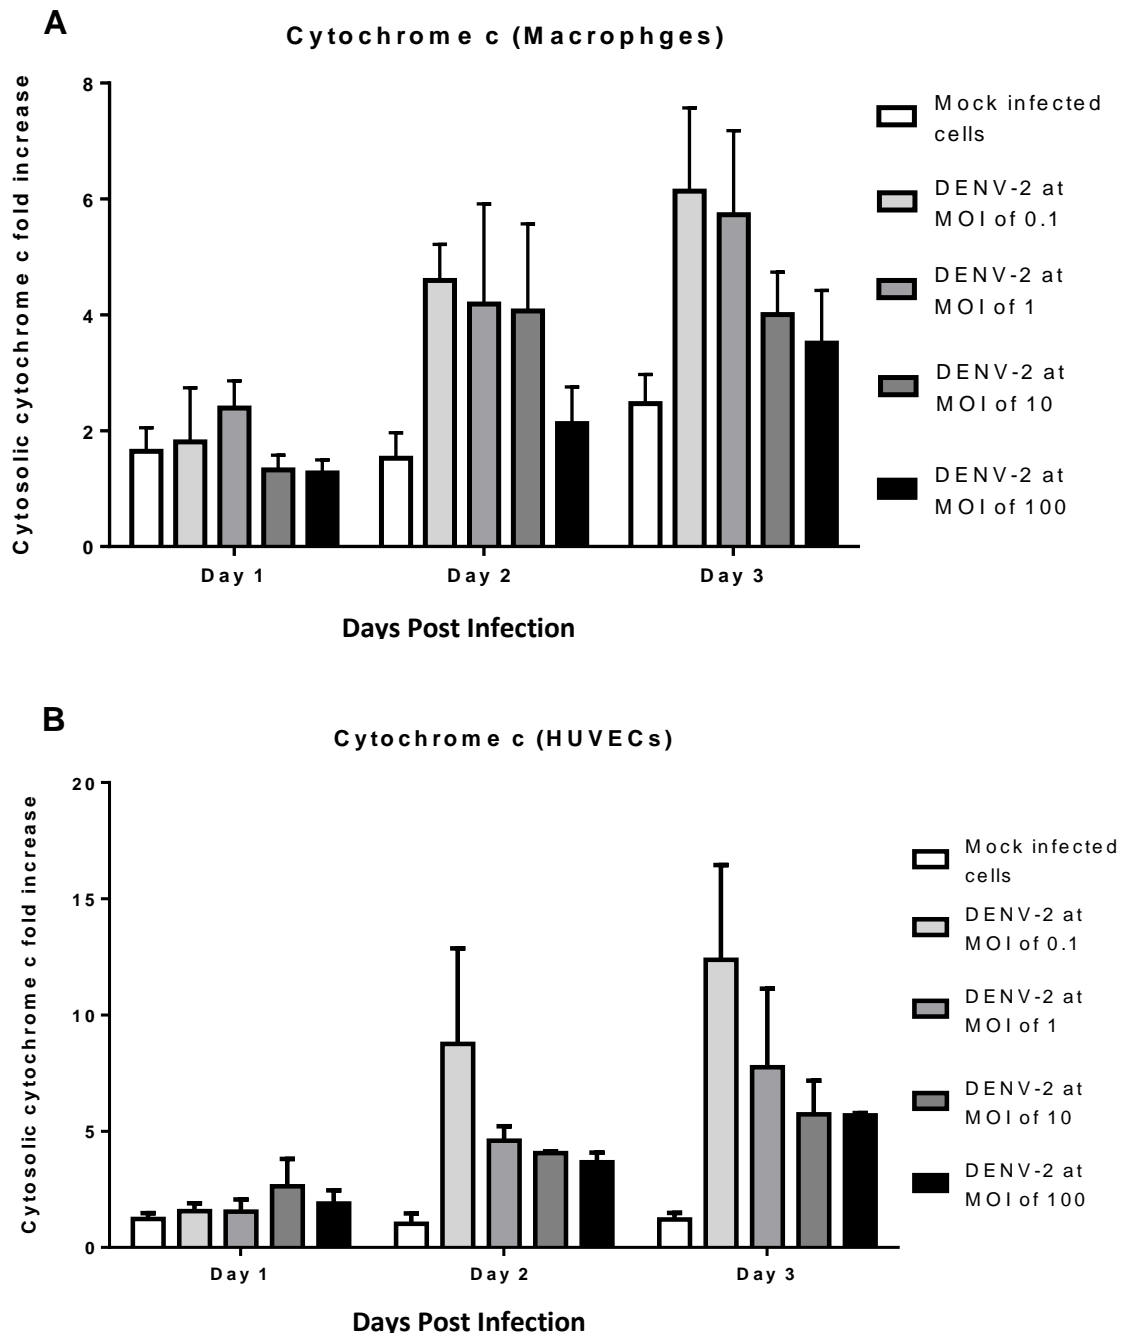 A
Cytochrome c (Macrophges)
Cytosolic cytochrome c fold increase
8
6
4
2
0
Day 1
Day 2
Day 3
Days Post Infection
Mock infected
cells
DENV-2 at
MOI of 0.1
DENV-2 at
MOI of 1
DENV-2 at
MOI of 10
DENV-2 at
MOI of 100
B
Cytochrome c (HUVECs)
Cytosolic cytochrome c fold increase
20
15
10
5
0
Day 1
Day 2
Day 3
Days Post Infection
Mock infected
cells
DENV-2 at
MOI of 0.1
DENV-2 at
MOI of 1
DENV-2 at
MOI of 10
DENV-2 at
MOI of 100